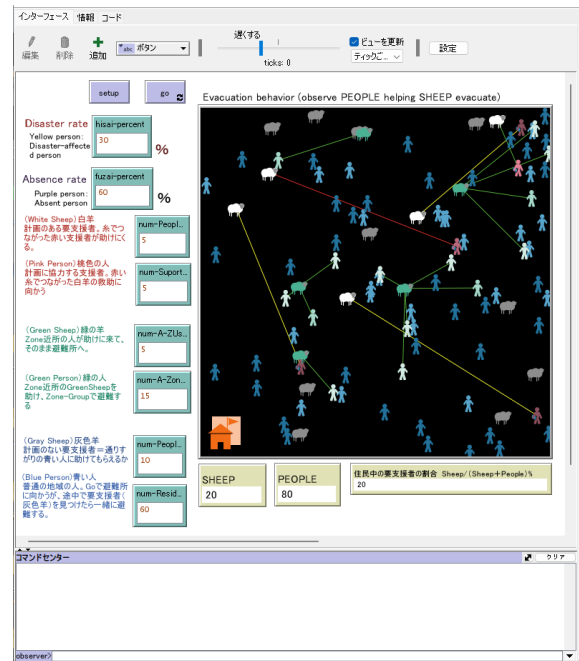 インターフェース 情報 コード
編集 削除 追加 abc ボタン
遅くする
ticks: 0
ビューを更新
ティックご...
設定
setup
go
Evacuation behavior (observe PEOPLE helping SHEEP evacuate)
Disaster rate
Yellow person:
Disaster-affecte
d person
hisai-percent
30
%
Absence rate
Purple person:
Absent person
fuzai-percent
60
%
(White Sheep)白羊
計画のある要支援者。糸でつ
ながった赤い支援者が助けにく
る。
num-Peopl...
5
(Pink Person)桃色の人
計画に協力する支援者。赤い
糸でつながった白羊の救助に
向かう
num-Suport...
5
(Green Sheep)緑の羊
Zone近所の人が助けに来て、
そのまま避難所へ。
num-A-ZUs...
5
(Green Person)緑の人
Zone近所のGreenSheepを
助け、Zone-Groupで避難す
る
num-A-Zon...
15
(Gray Sheep)灰色羊
計画のない要支援者=通りす
がりの青い人に助けてもらえるか
num-Peopl...
10
(Blue Person)青い人
普通の地域の人。Goで避難所
に向かうが、途中で要支援者(
灰色羊)を見つけたら一緒に避
難する。
num-Resid...
60
SHEEP
20
PEOPLE
80
住民中の要支援者の割合 Sheep/(Sheep+People)%
20
コマンドセンター
クリア
observer>